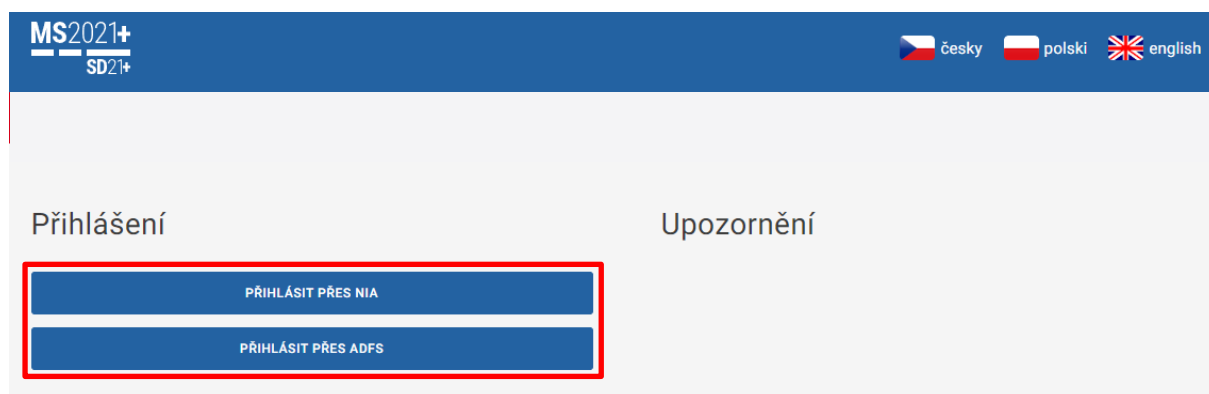 MS2021+
SD21+
česky polski english
Přihlášení
Upozornění
PŘIHLÁSIT PŘES NIA
PŘIHLÁSIT PŘES ADFS